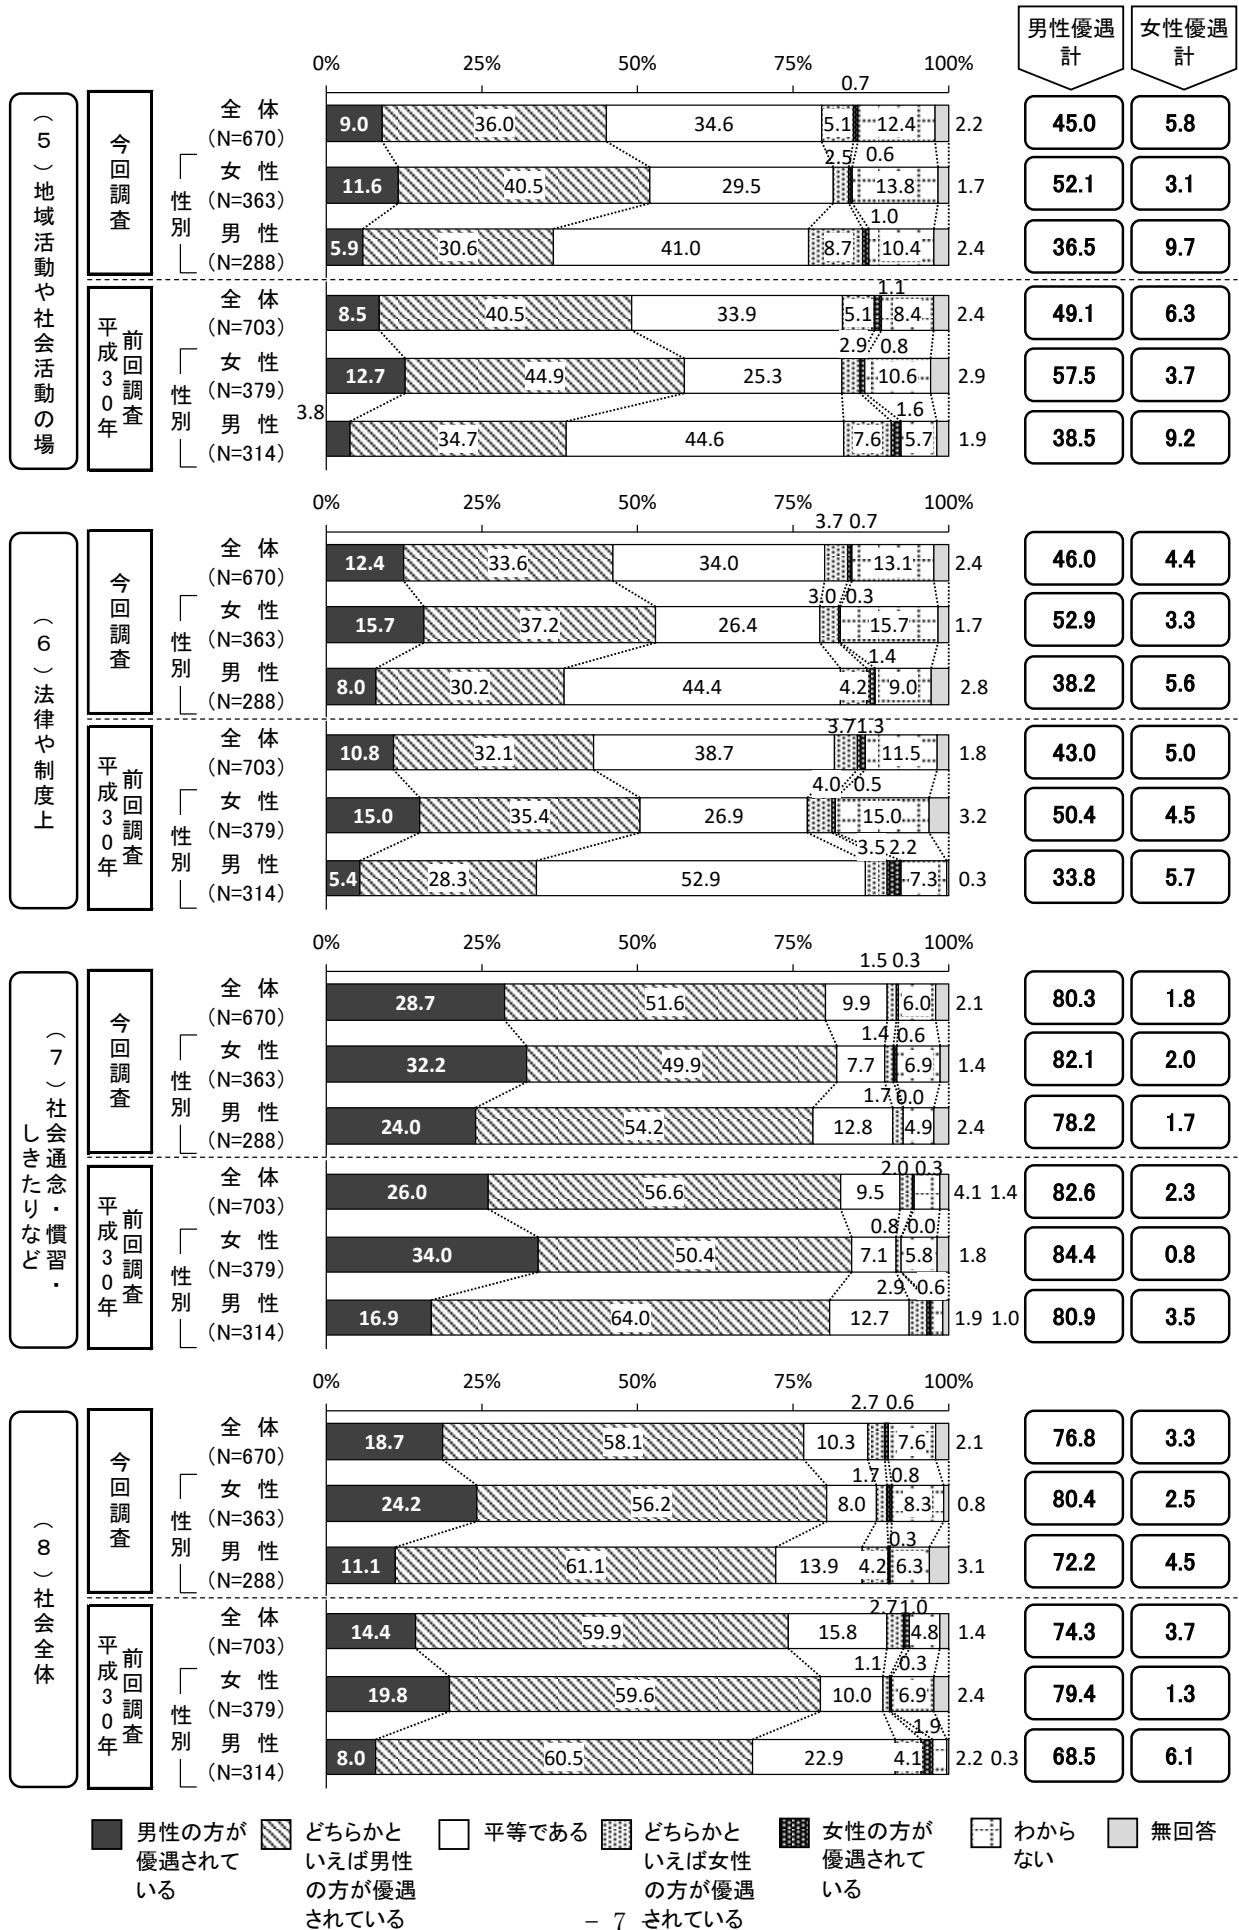 男性優遇
計
女性優遇
計
0%
25%
50%
75%
100%
(5)地域活動や社会活動の場
今回調査
全 体
(N=670)
9.0
36.0
34.6
5.1
0.7
12.4
2.2
45.0
5.8
性別
女 性
(N=363)
11.6
40.5
29.5
2.5
0.6
13.8
1.7
52.1
3.1
男 性
(N=288)
5.9
30.6
41.0
8.7
1.0
10.4
2.4
36.5
9.7
前回調査
平成30年
全 体
(N=703)
8.5
40.5
33.9
5.1
1.1
8.4
2.4
49.1
6.3
性別
女 性
(N=379)
12.7
44.9
25.3
2.9
0.8
10.6
2.9
57.5
3.7
男 性
(N=314)
3.8
34.7
44.6
7.6
1.6
5.7
1.9
38.5
9.2
0%
25%
50%
75%
100%
(6)法律や制度上
今回調査
全 体
(N=670)
12.4
33.6
34.0
3.7
0.7
13.1
2.4
46.0
4.4
性別
女 性
(N=363)
15.7
37.2
26.4
3.0
0.3
15.7
1.7
52.9
3.3
男 性
(N=288)
8.0
30.2
44.4
4.2
1.4
9.0
2.8
38.2
5.6
前回調査
平成30年
全 体
(N=703)
10.8
32.1
38.7
3.7
1.3
11.5
1.8
43.0
5.0
性別
女 性
(N=379)
15.0
35.4
26.9
4.0
0.5
15.0
3.2
50.4
4.5
男 性
(N=314)
5.4
28.3
52.9
3.5
2.2
7.3
0.3
33.8
5.7
0%
25%
50%
75%
100%
(7)社会通念・慣習・
しきたりなど
今回調査
全 体
(N=670)
28.7
51.6
9.9
1.5
0.3
6.0
2.1
80.3
1.8
性別
女 性
(N=363)
32.2
49.9
7.7
1.4
0.6
6.9
1.4
82.1
2.0
男 性
(N=288)
24.0
54.2
12.8
1.7
0.0
4.9
2.4
78.2
1.7
前回調査
平成30年
全 体
(N=703)
26.0
56.6
9.5
2.0
0.3
4.1
1.4
82.6
2.3
性別
女 性
(N=379)
34.0
50.4
7.1
0.8
0.0
5.8
1.8
84.4
0.8
男 性
(N=314)
16.9
64.0
12.7
2.9
0.6
1.9
1.0
80.9
3.5
0%
25%
50%
75%
100%
(8)社会全体
今回調査
全 体
(N=670)
18.7
58.1
10.3
2.7
0.6
7.6
2.1
76.8
3.3
性別
女 性
(N=363)
24.2
56.2
8.0
1.7
0.8
8.3
0.8
80.4
2.5
男 性
(N=288)
11.1
61.1
13.9
4.2
0.3
6.3
3.1
72.2
4.5
前回調査
平成30年
全 体
(N=703)
14.4
59.9
15.8
2.7
1.0
4.8
1.4
74.3
3.7
性別
女 性
(N=379)
19.8
59.6
10.0
1.1
0.3
6.9
2.4
79.4
1.3
男 性
(N=314)
8.0
60.5
22.9
4.1
1.9
2.2
0.3
68.5
6.1
男性の方が
優遇されて
いる
どちらかと
いえば男性
の方が優遇
されている
平等である
どちらかと
いえば女性
の方が優遇
されている
女性の方が
優遇されて
いる
わから
ない
無回答
- 7 -